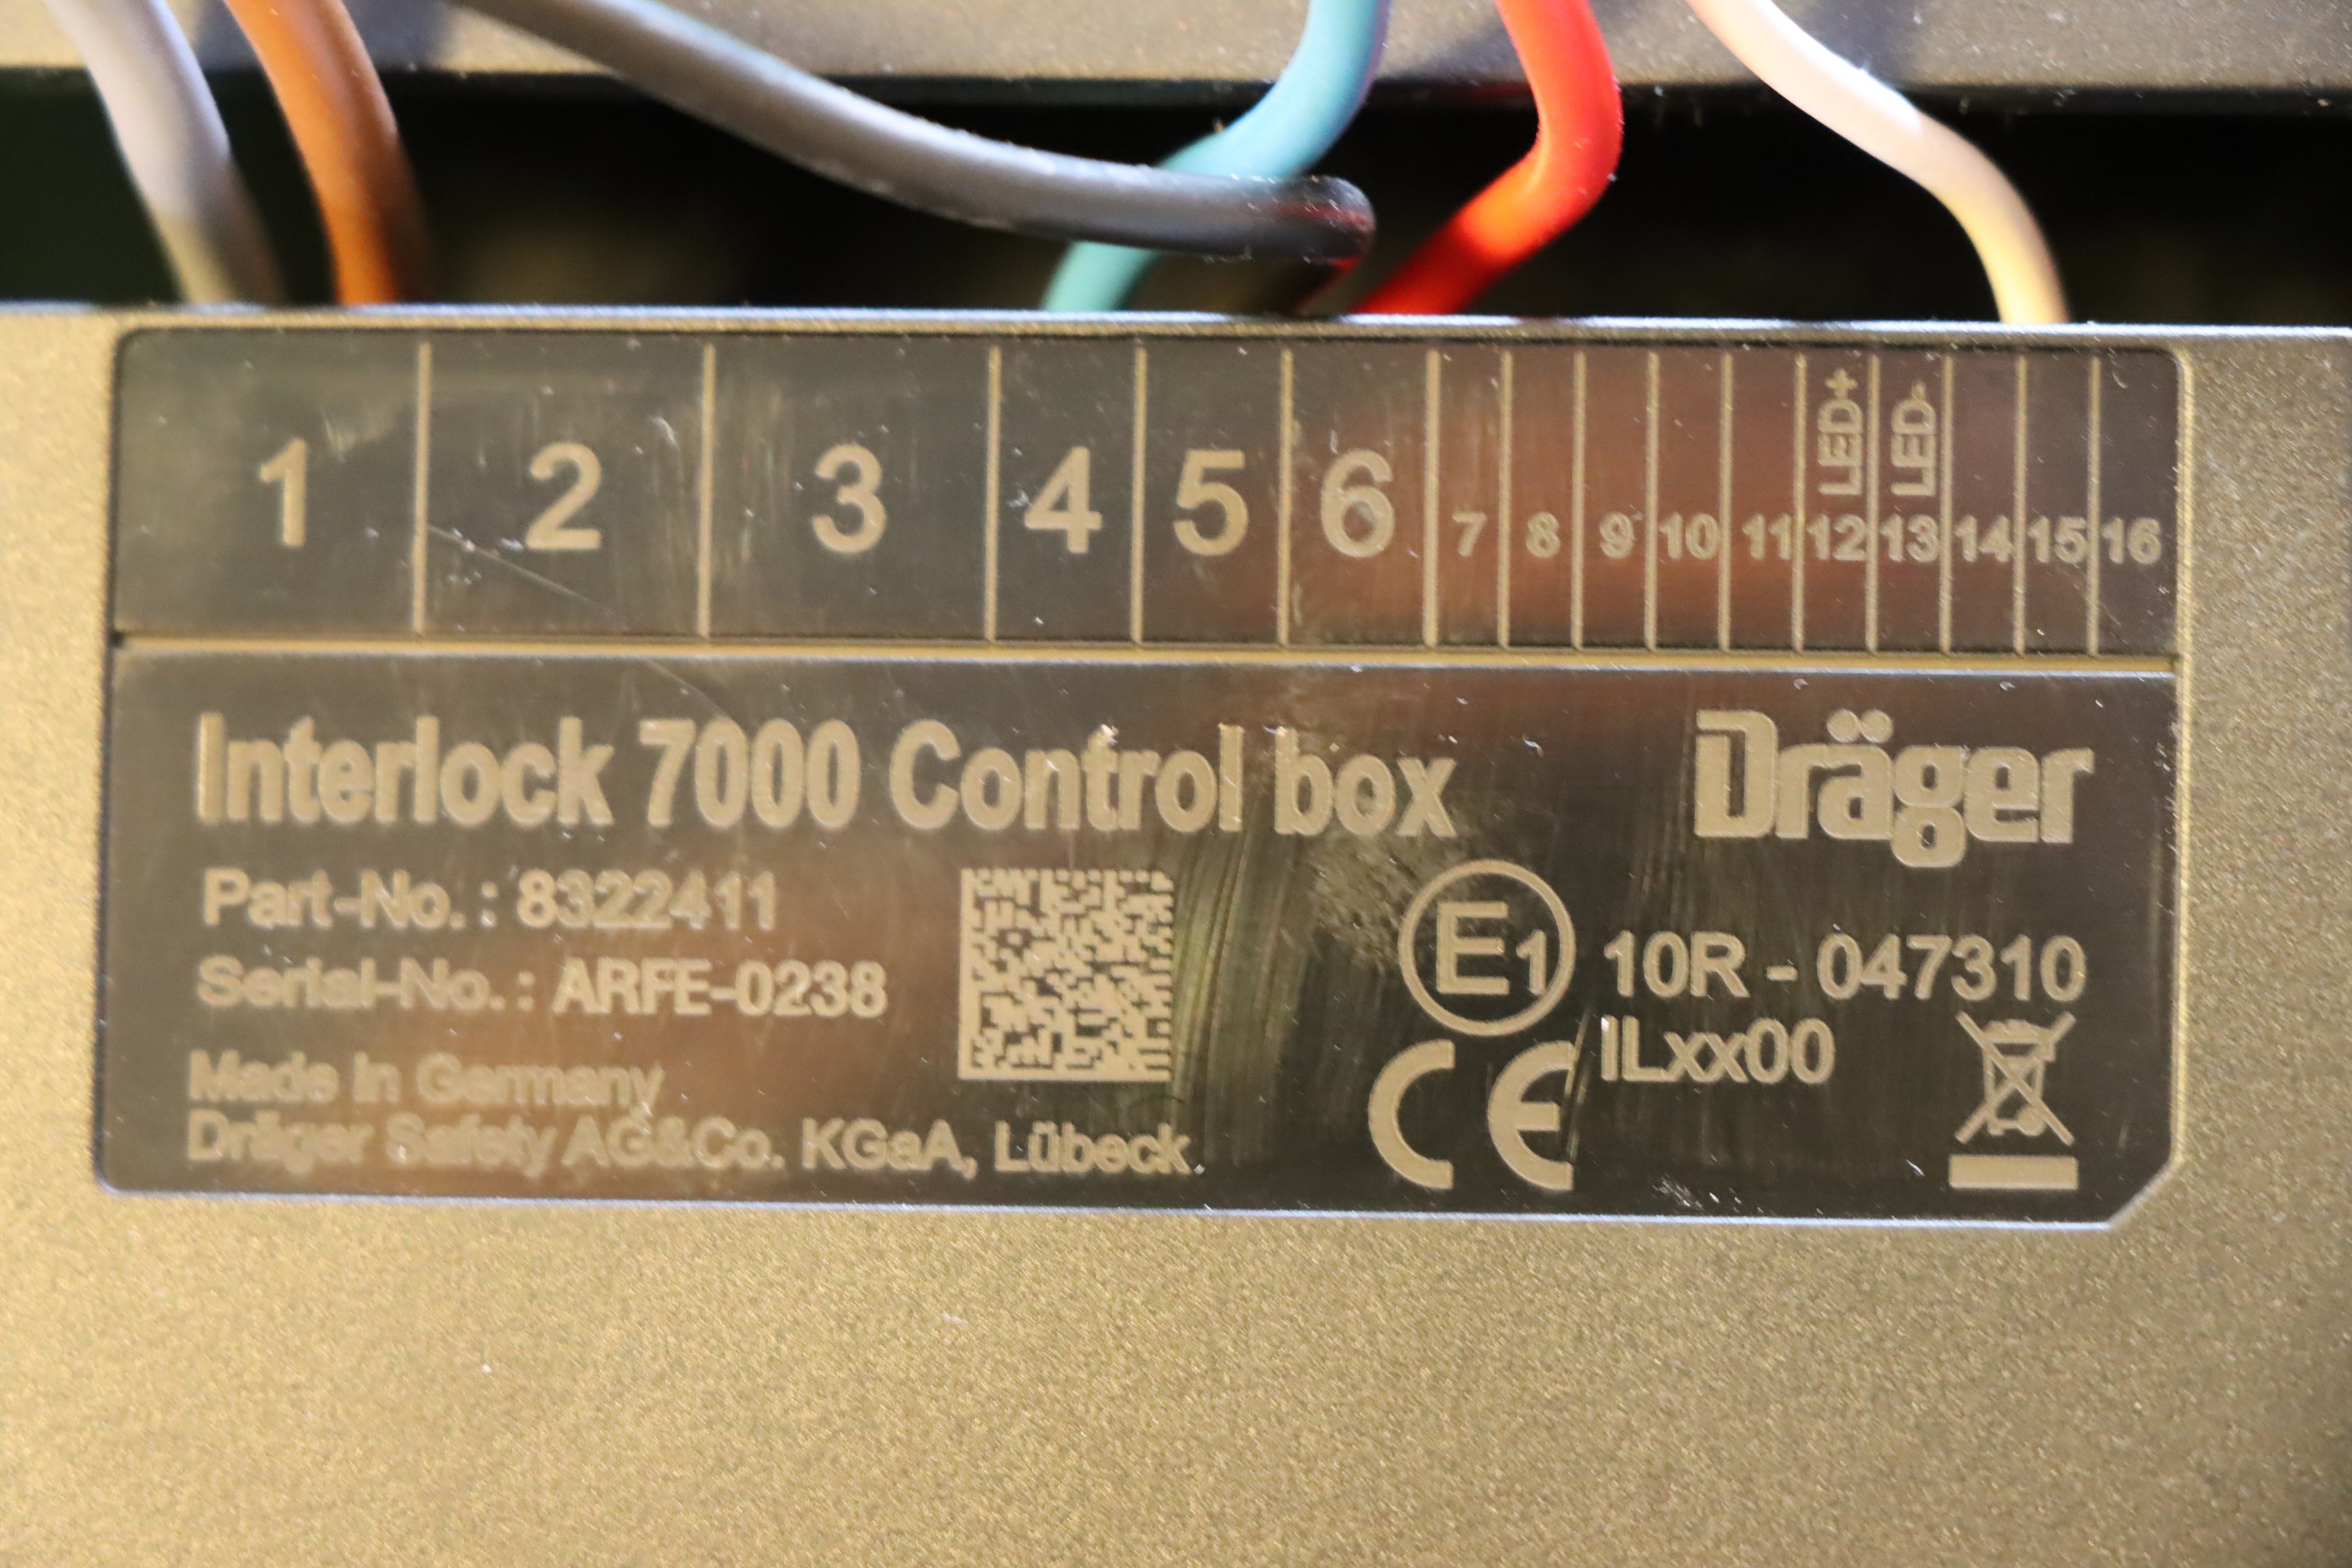 LED+ LED-
1 2 3 4 5 6 7 8 9 10 11 12 13 14 15 16
Interlock 7000 Control box
Dräger
Part-No.: 8322411
Serial-No.: ARFE-0238
Made in Germany
Dräger Safety AG&Co. KGaA, Lübeck
E1 10R - 047310
ILxx00
CE